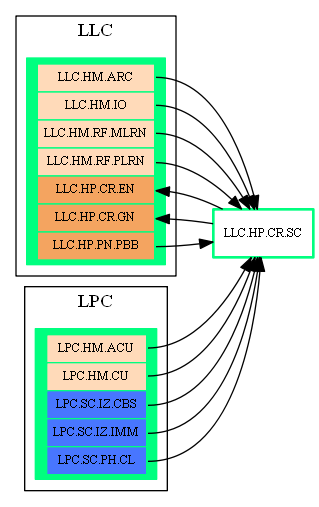 LLC
LLC.HM.ARC
LLC.HM.IO
LLC.HM.RF.MLRN
LLC.HM.RF.PLRN
LLC.HP.CR.EN
LLC.HP.CR.GN
LLC.HP.PN.PBB
LLC.HP.CR.SC
LPC
LPC.HM.ACU
LPC.HM.CU
LPC.SC.IZ.CBS
LPC.SC.IZ.IMM
LPC.SC.PH.CL